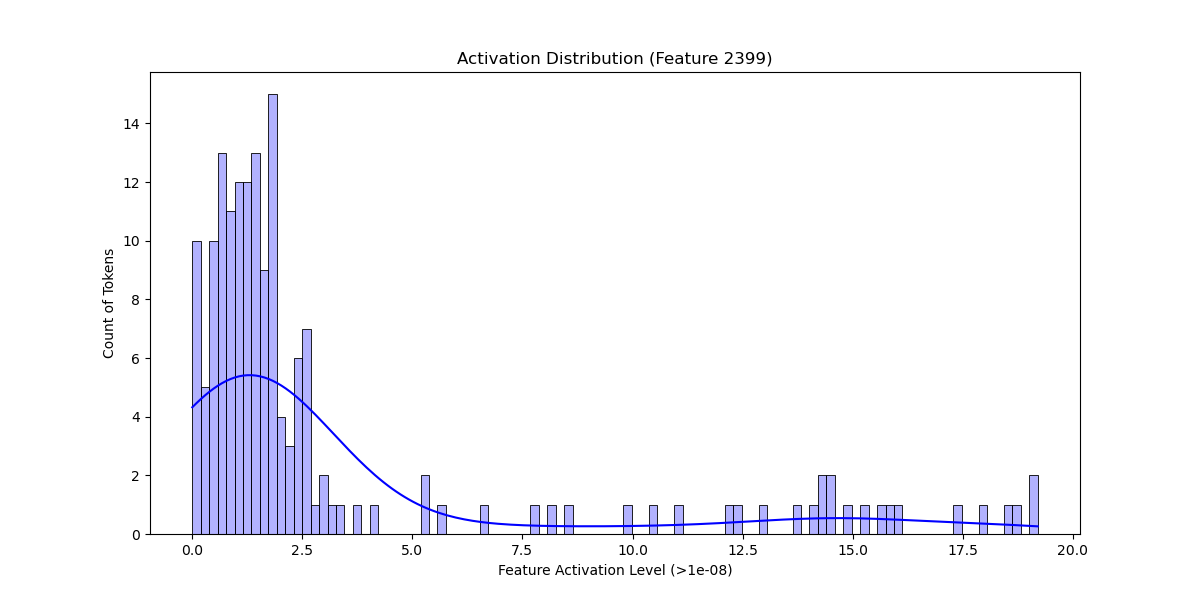 Activation Distribution (Feature 2399)
14
12
10
8
6
4
2
0
Count of Tokens
0.0 2.5 5.0 7.5 10.0 12.5 15.0 17.5 20.0
Feature Activation Level (>1e-08)